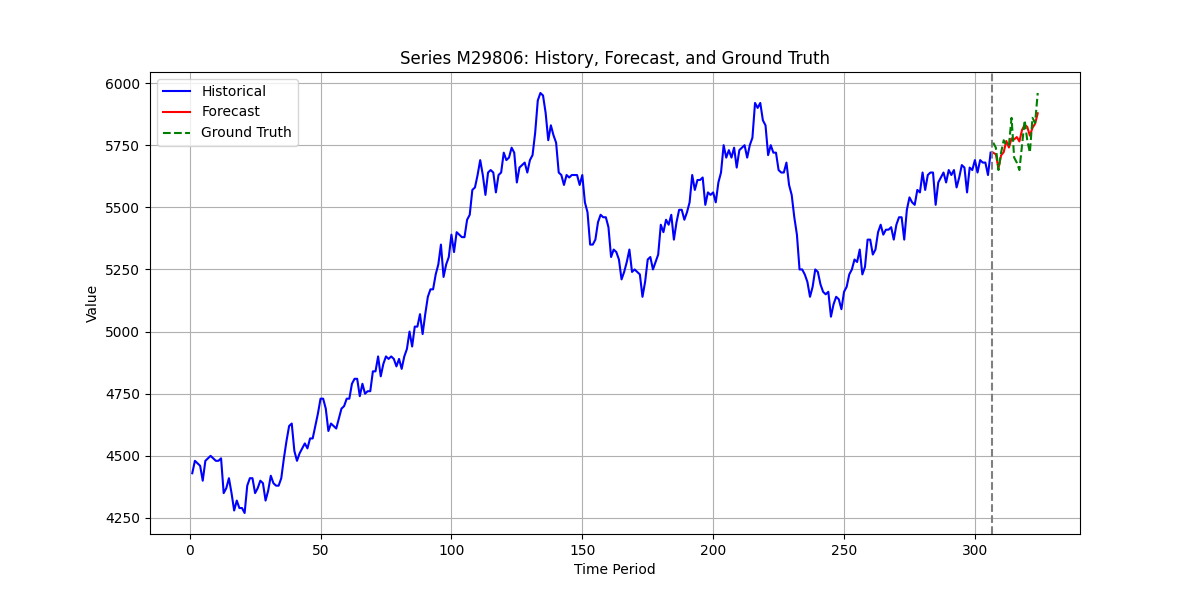 Series M29806: History, Forecast, and Ground Truth
Historical
Forecast
Ground Truth
Value
6000
5750
5500
5250
5000
4750
4500
4250
0 50 100 150 200 250 300
Time Period